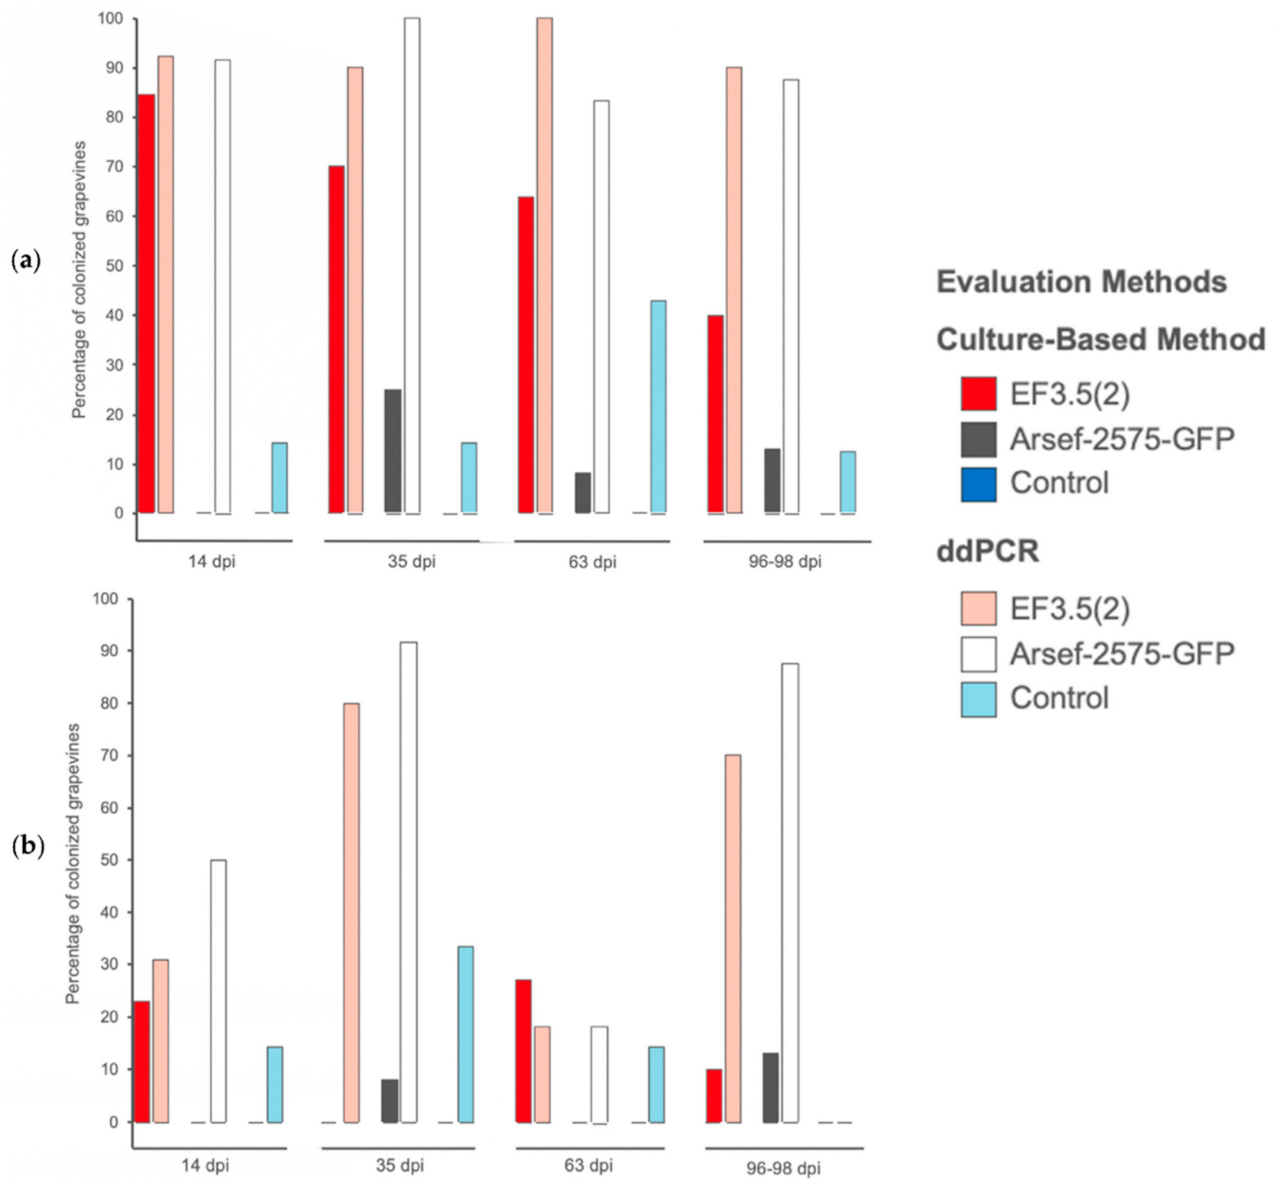 100
90
80
70
60
50
40
30
20
10
0
Percentage of colonized grapevines
(a)
14 dpi
35 dpi
63 dpi
96-98 dpi
Evaluation Methods
Culture-Based Method
EF3.5(2)
Arsef-2575-GFP
Control
ddPCR
EF3.5(2)
Arsef-2575-GFP
Control
100
90
80
70
60
50
40
30
20
10
0
Percentage of colonized grapevines
(b)
14 dpi
35 dpi
63 dpi
96-98 dpi